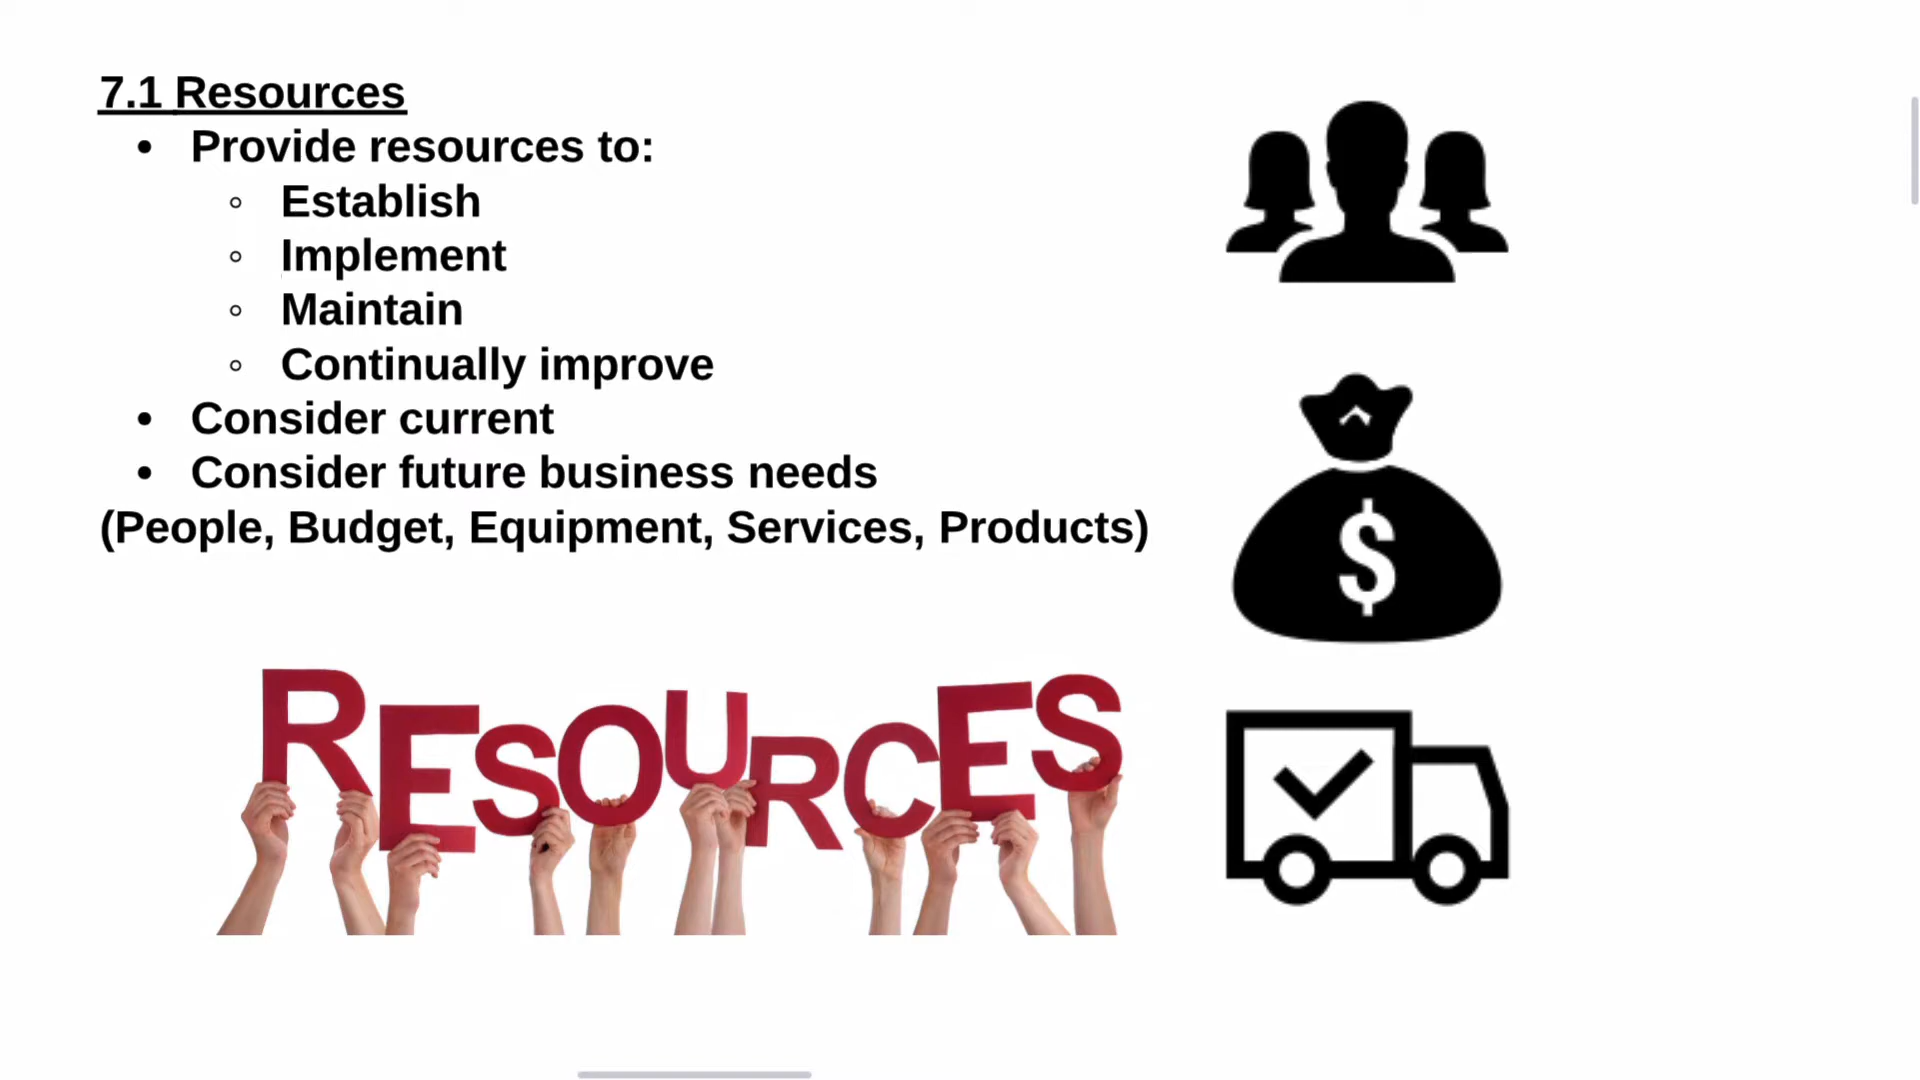 7.1 Resources
• Provide resources to:
◦ Establish
◦ Implement
◦ Maintain
◦ Continually improve
• Consider current
• Consider future business needs
(People, Budget, Equipment, Services, Products)
$
RESOURCES